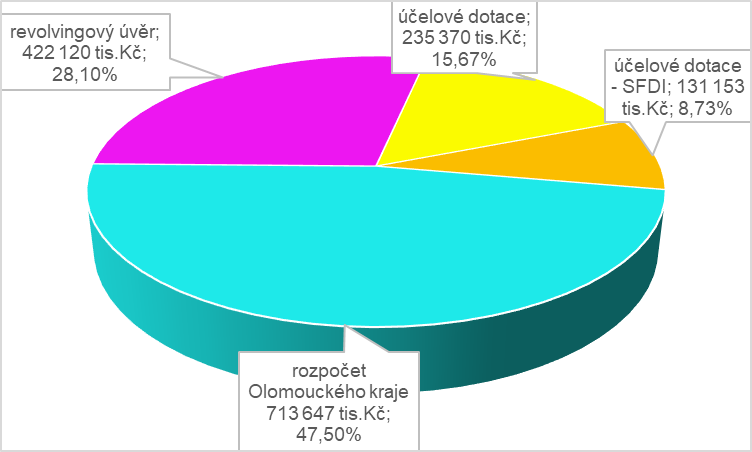 revolvingový úvěr;
422 120 tis.Kč;
28,10%
účelové dotace;
235 370 tis.Kč;
15,67%
účelové dotace
- SFDI; 131 153
tis.Kč; 8,73%
rozpočet
Olomouckého kraje
713 647 tis.Kč;
47,50%